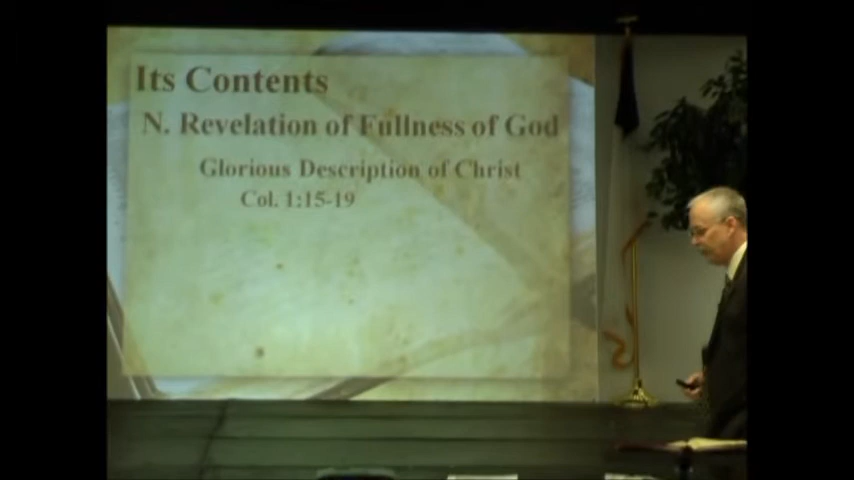 Its Contents
N. Revelation of Fullness of God
Glorious Description of Christ
Col. 1:15-19